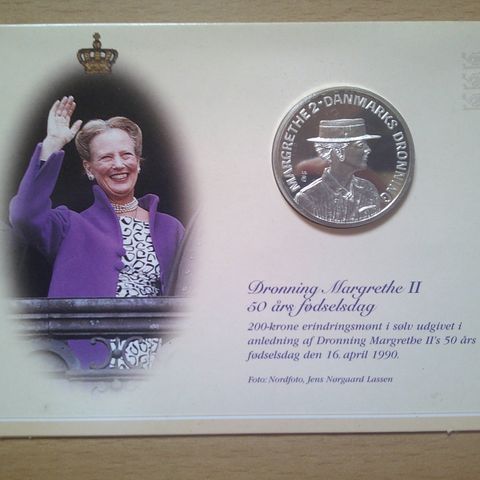 MARGRETHE 2 · DANMARKS DRONNING
Dronning Margrethe II
50 års fødselsdag
200-krone erindringsmønt i sølv udgivet i
anledning af Dronning Margrethe II's 50 års
fødselsdag den 16. april 1990.
Foto: Nordfoto, Jens Nørgaard Lassen